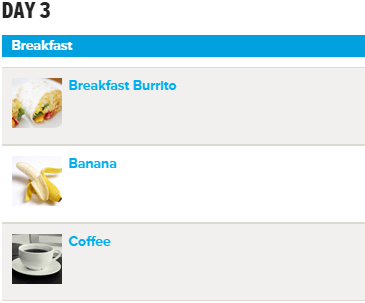 DAY 3
Breakfast
Breakfast Burrito
Banana
Coffee